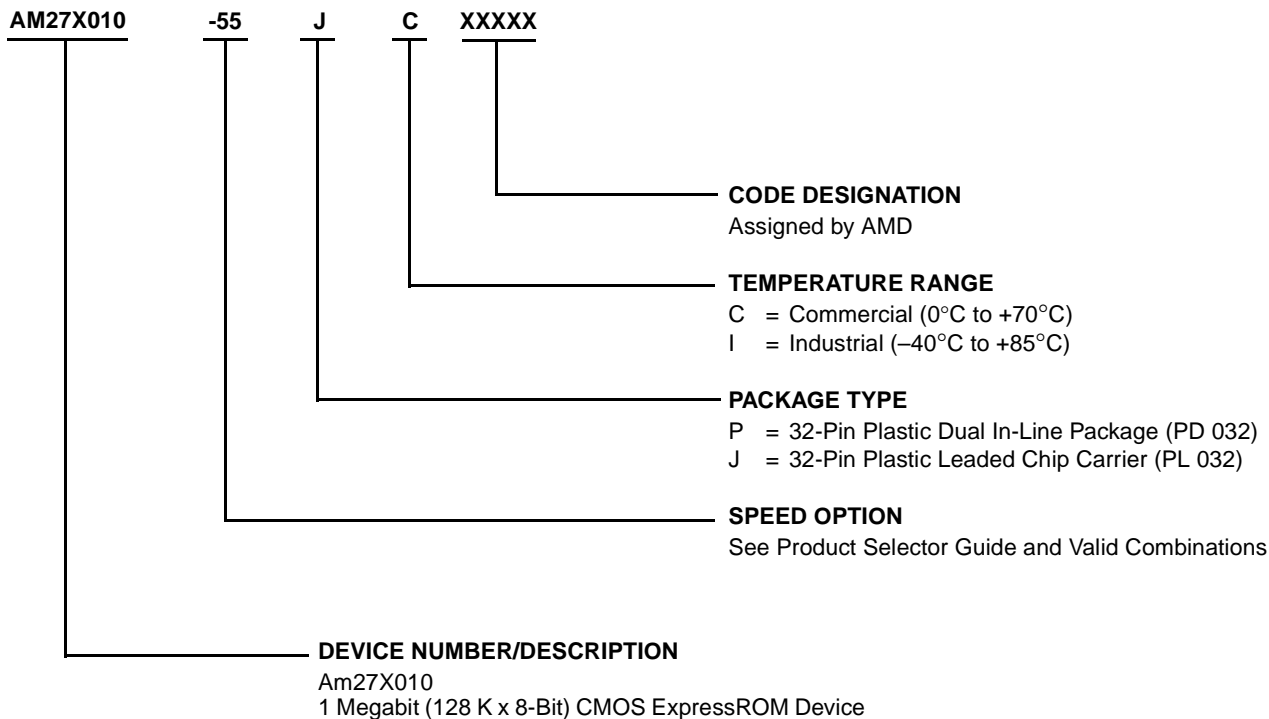 AM27X010 -55 J C XXXXX
CODE DESIGNATION
Assigned by AMD
TEMPERATURE RANGE
C = Commercial (0°C to +70°C)
I = Industrial (–40°C to +85°C)
PACKAGE TYPE
P = 32-Pin Plastic Dual In-Line Package (PD 032)
J = 32-Pin Plastic Leaded Chip Carrier (PL 032)
SPEED OPTION
See Product Selector Guide and Valid Combinations
DEVICE NUMBER/DESCRIPTION
Am27X010
1 Megabit (128 K x 8-Bit) CMOS ExpressROM Device